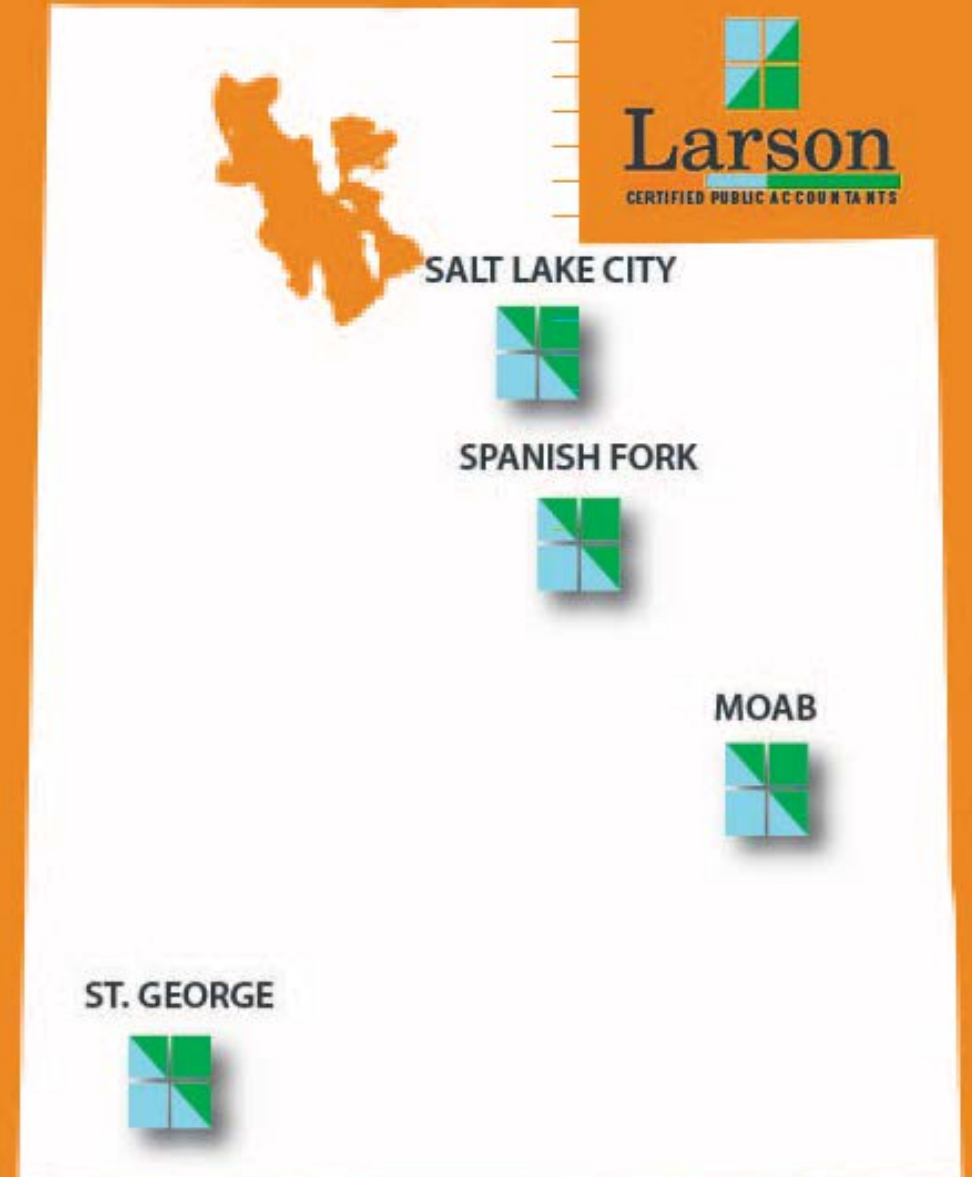 Larson
CERTIFIED PUBLIC ACCOUNTANTS
SALT LAKE CITY
SPANISH FORK
MOAB
ST. GEORGE